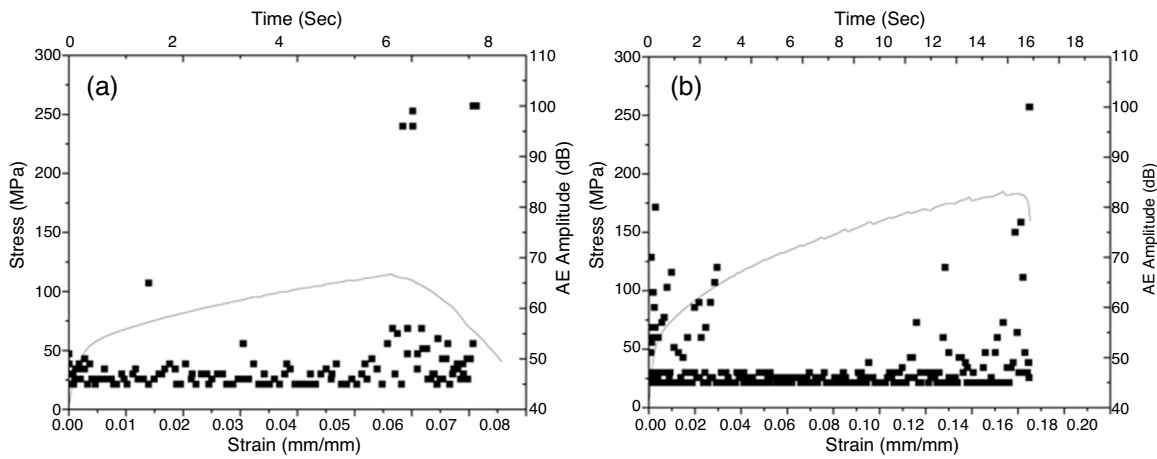 Time (Sec)
0 2 4 6 8
(a)
Stress (MPa)
300
250
200
150
100
50
0
AE Amplitude (dB)
110
100
90
80
70
60
50
40
0.00 0.01 0.02 0.03 0.04 0.05 0.06 0.07 0.08
Strain (mm/mm)
Time (Sec)
0 2 4 6 8 10 12 14 16 18
(b)
Stress (MPa)
300
250
200
150
100
50
0
AE Amplitude (dB)
110
100
90
80
70
60
50
40
0.00 0.02 0.04 0.06 0.08 0.10 0.12 0.14 0.16 0.18 0.20
Strain (mm/mm)